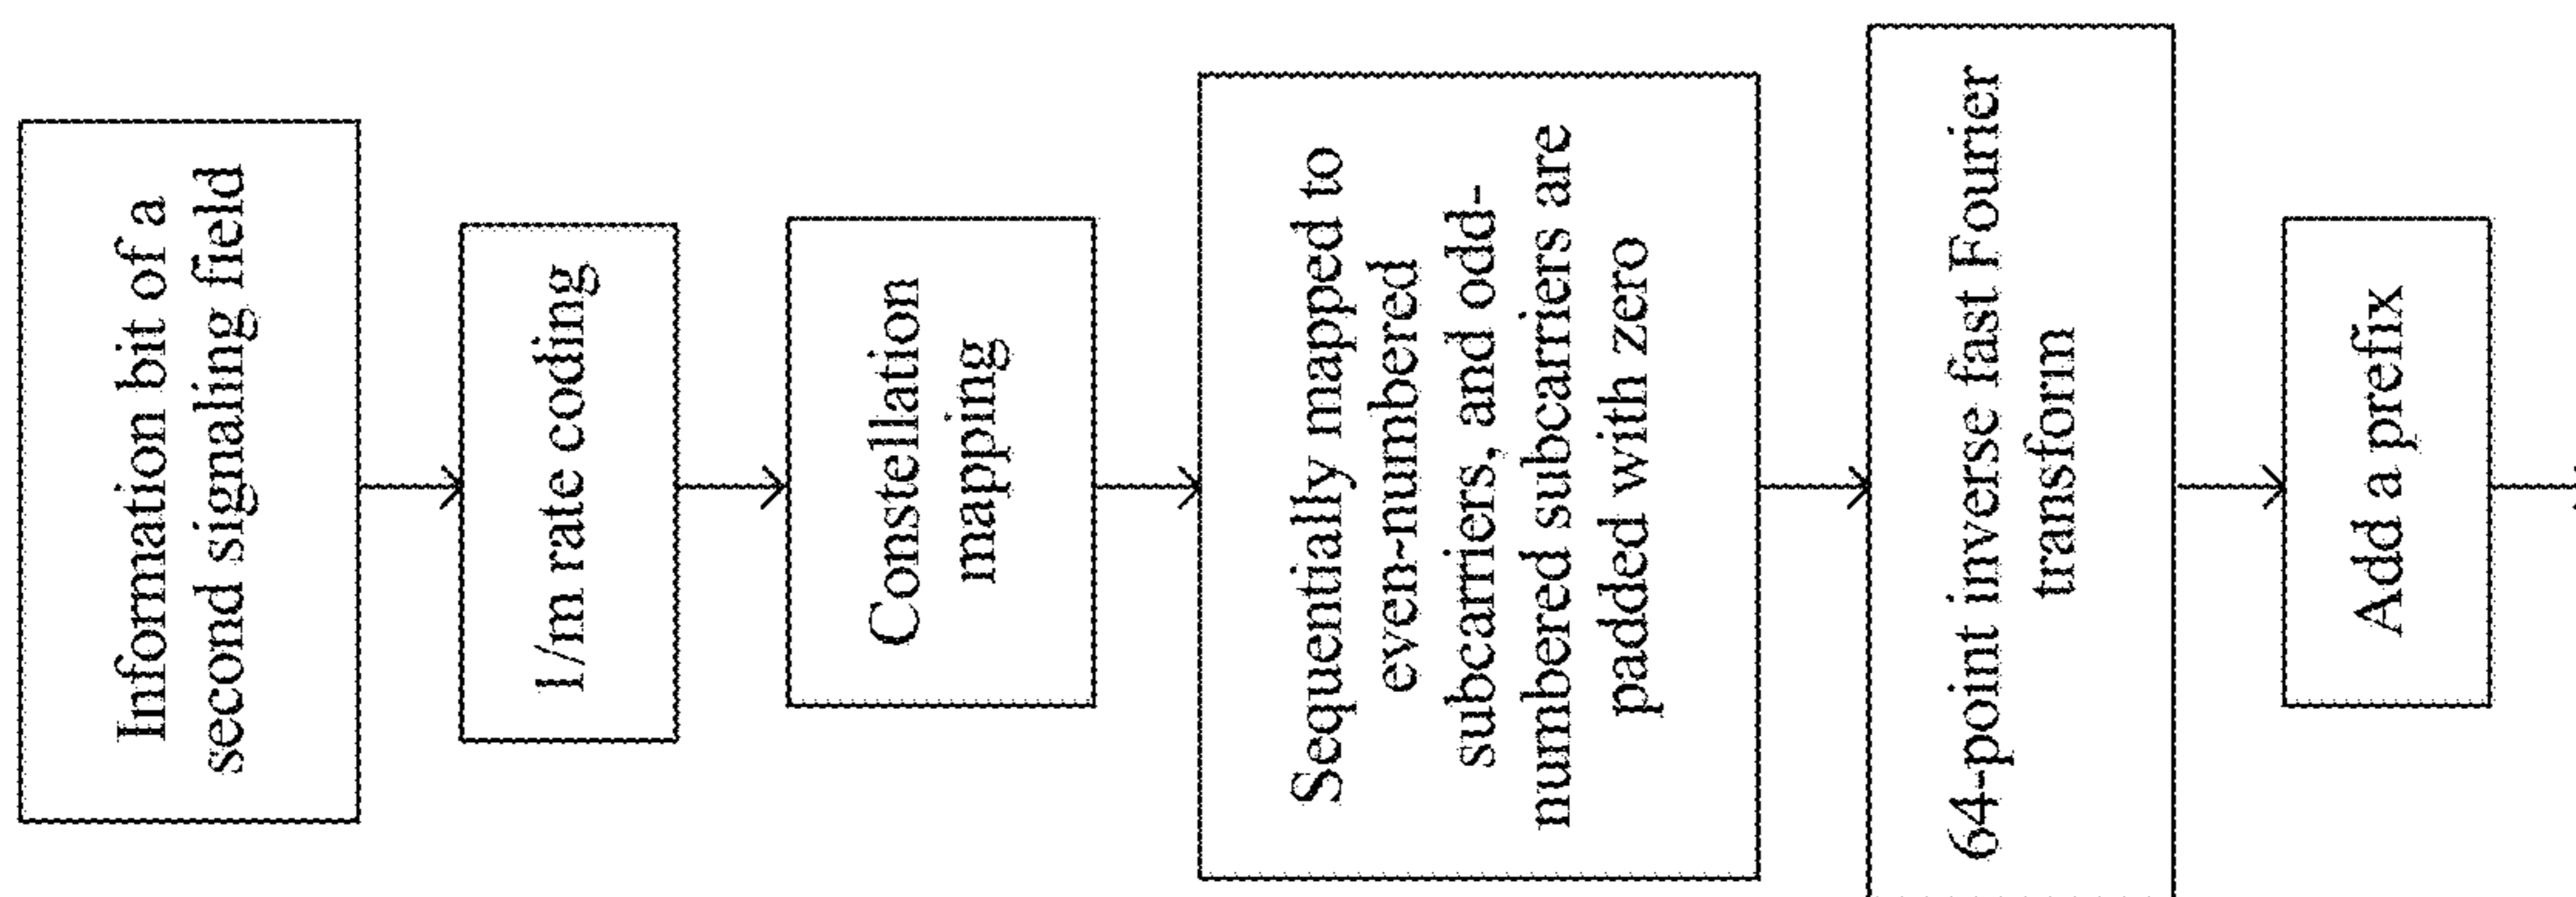 Information bit of a
second signaling field
1/m rate coding
Constellation
mapping
Sequentially mapped to
even-numbered
subcarriers, and odd-
numbered subcarriers are
padded with zero
64-point inverse fast Fourier
transform
Add a prefix